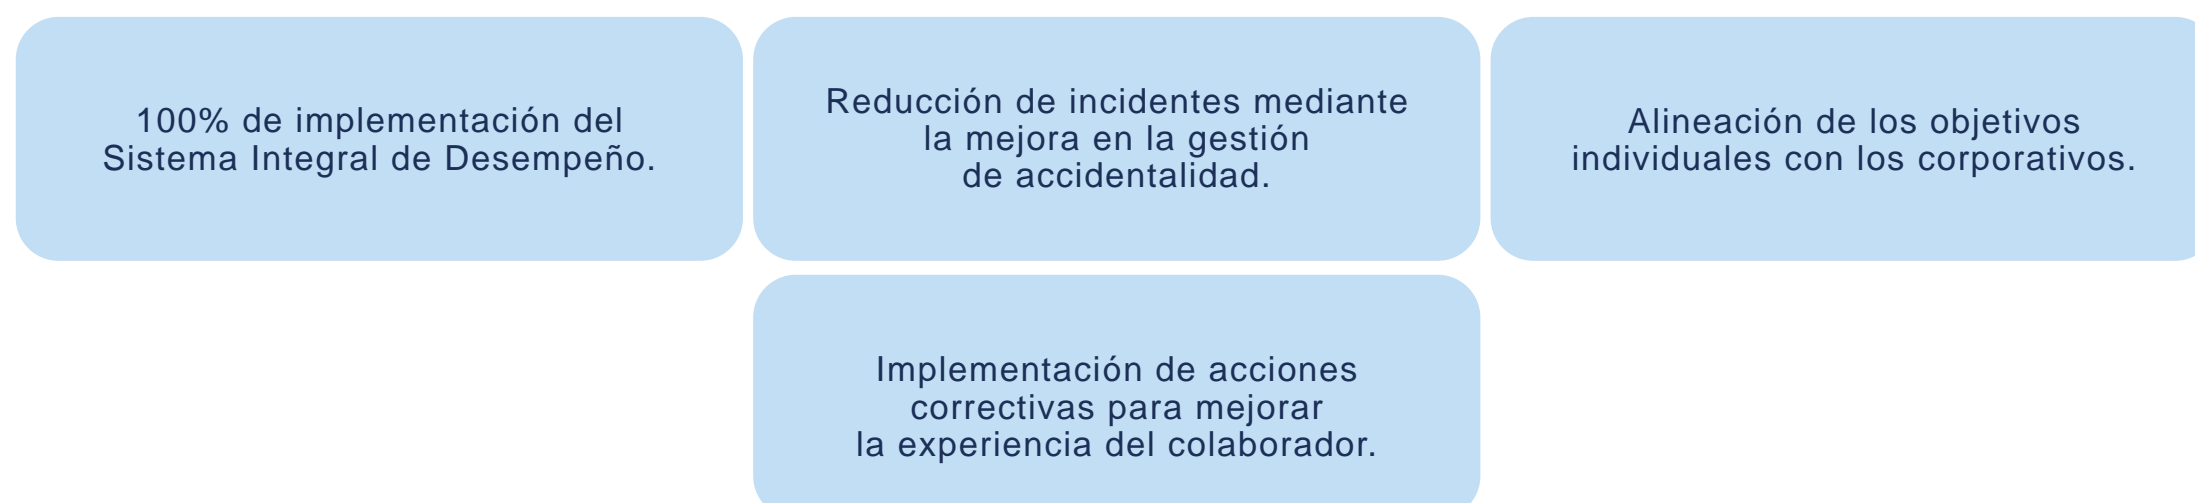 100% de implementación del
Sistema Integral de Desempeño.
Reducción de incidentes mediante
la mejora en la gestión
de accidentalidad.
Alineación de los objetivos
individuales con los corporativos.
Implementación de acciones
correctivas para mejorar
la experiencia del colaborador.